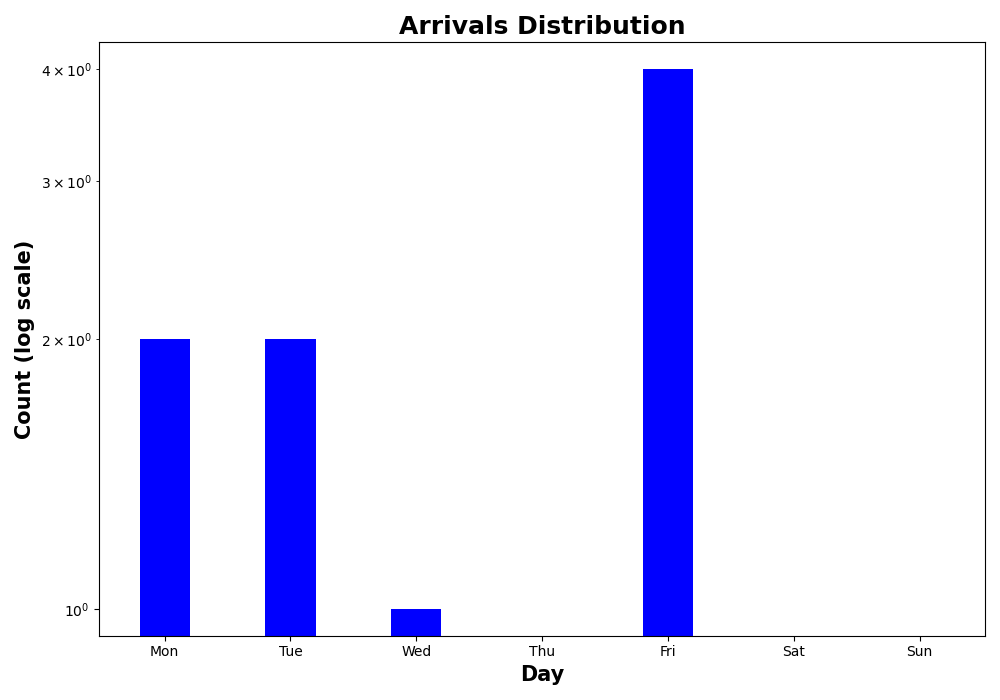 Arrivals Distribution
Count (log scale)
4 × 10⁰
3 × 10⁰
2 × 10⁰
10⁰
Mon Tue Wed Thu Fri Sat Sun
Day